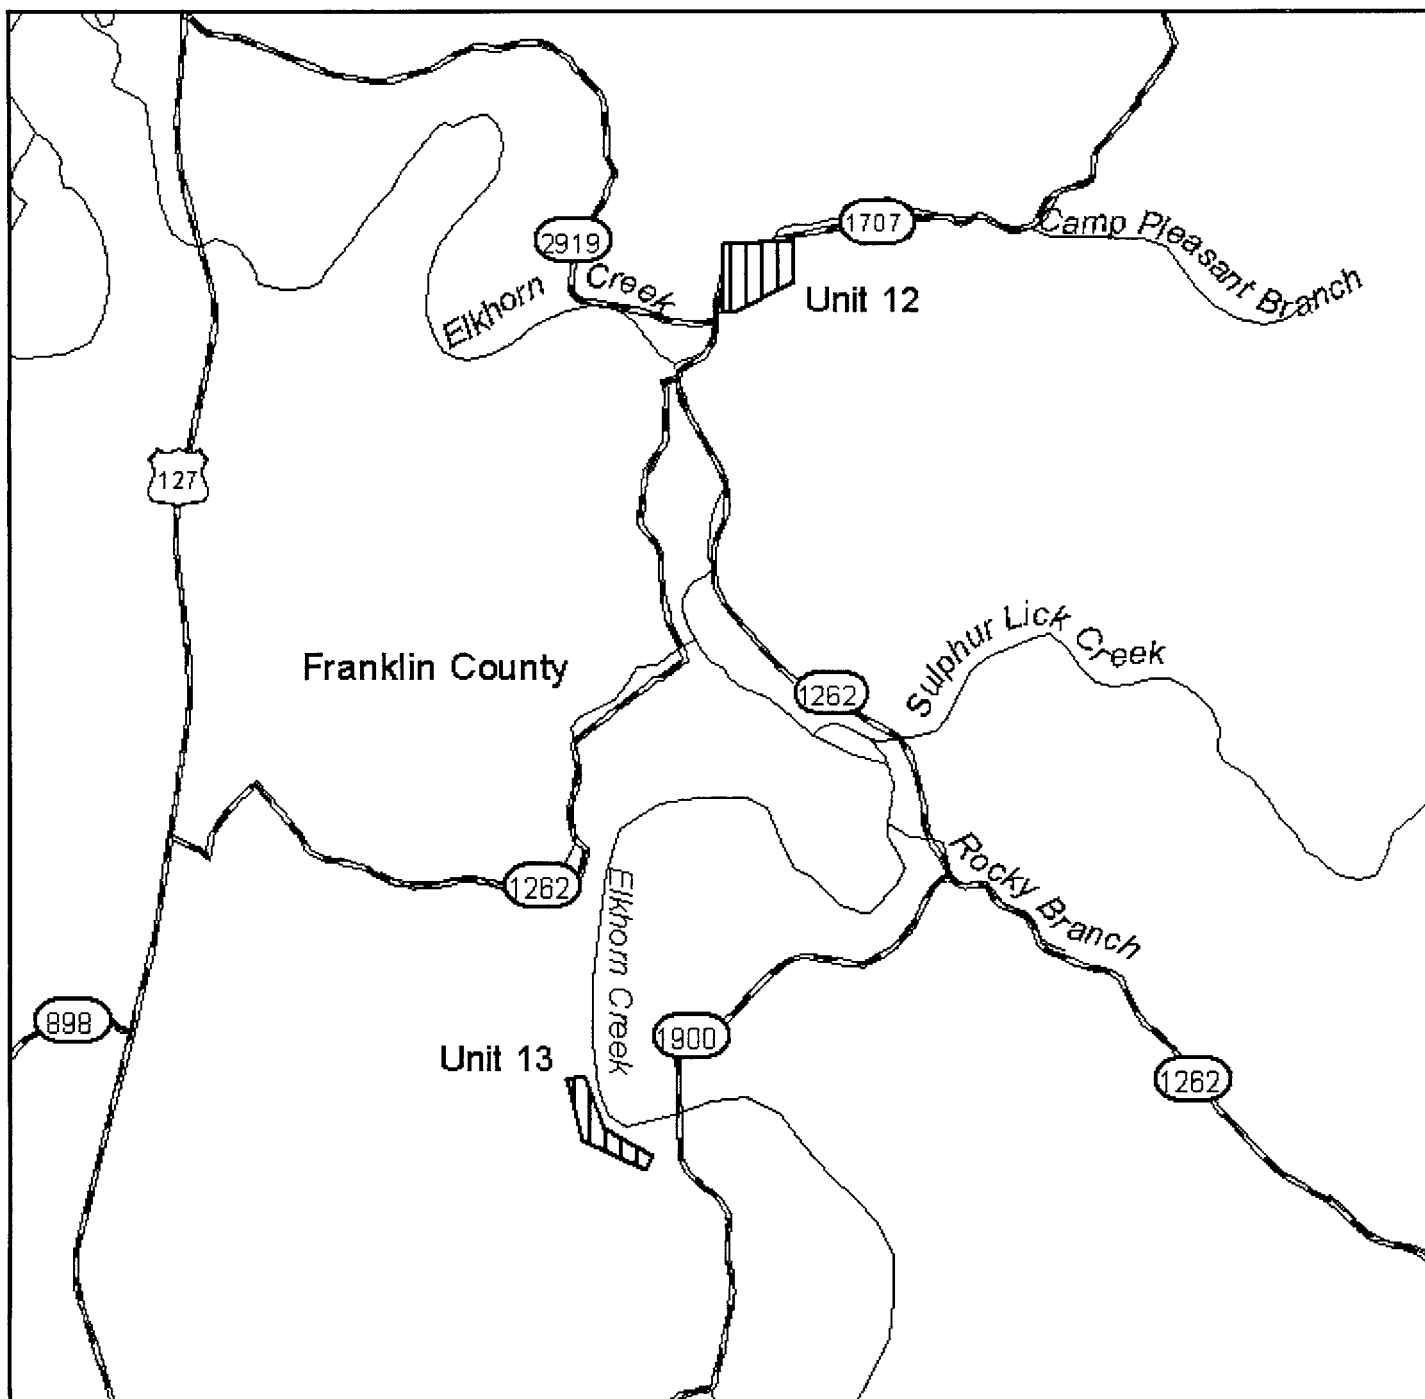 1707
Camp Pleasant Branch
2919
Elkhorn Creek
Unit 12
127
Sulphur Lick Creek
Franklin County
1262
Rocky Branch
1262
Elkhorn Creek
898
1900
Unit 13
1262